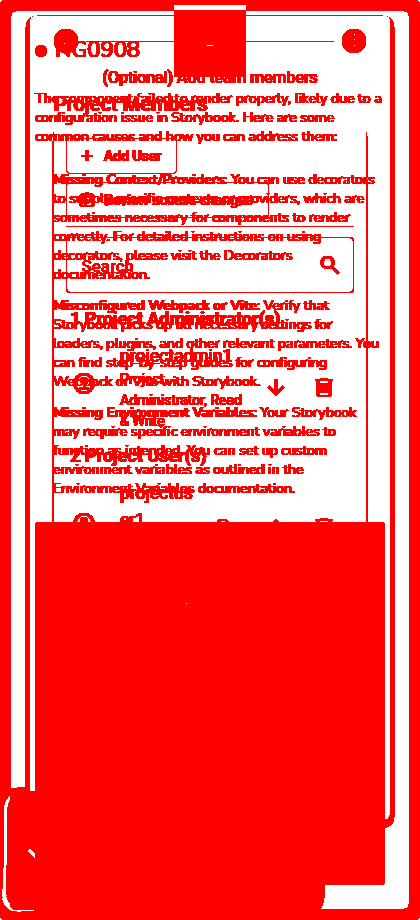 NG0908
(Optional) Add team members
The component failed to render properly, likely due to a
Project Members
configuration issue in Storybook. Here are some
common causes and how you can address them:
+ Add User
Missing Context/Providers: You can use decorators
to supply specific contexts or providers, which are
sometimes necessary for components to render
correctly. For detailed instructions on using
decorators, please visit the Decorators
Search
documentation.
Misconfigured Webpack or Vite: Verify that
1 Project Administrator(s)
Storybook picks up all necessary settings for
loaders, plugins, and other relevant parameters. You
projectadmin1
can find step-by-step guides for configuring
Project
Webpack or Vite with Storybook.
Administrator, Read
Missing Environment Variables: Your Storybook
& Write
may require specific environment variables to
function as intended. You can set up custom
2 Project User(s)
environment variables as outlined in the
Environment Variables documentation.
projectus
er1